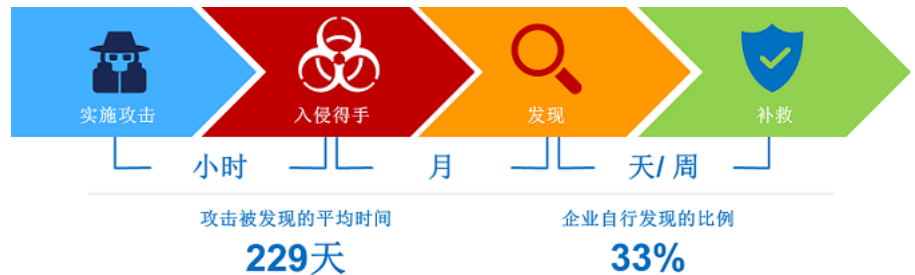 实施攻击 入侵得手 发现 补救
小时 月 天/周
攻击被发现的平均时间 企业自行发现的比例
229天 33%